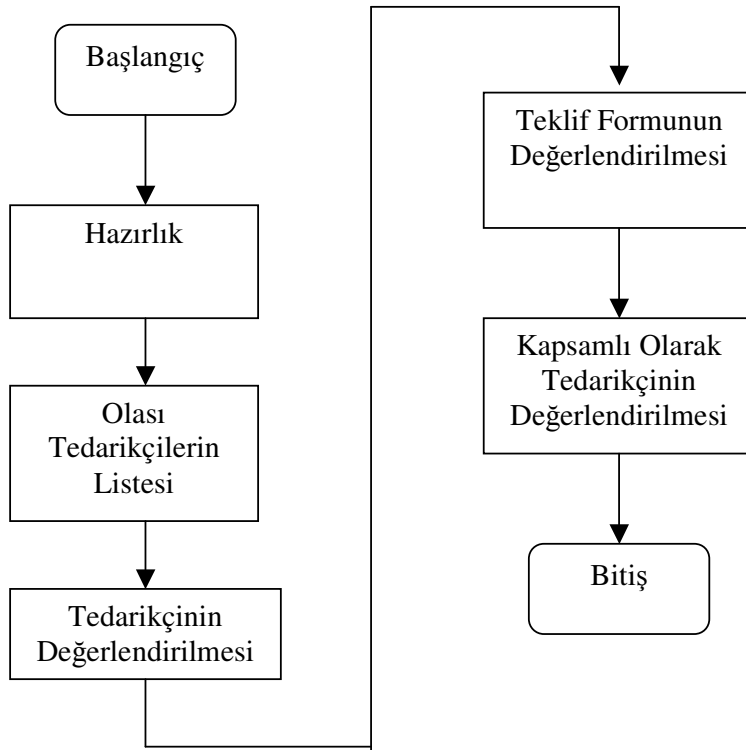 Başlangıç
Hazırlık
Olası
Tedarikçilerin
Listesi
Tedarikçinin
Değerlendirilmesi
Teklif Formunun
Değerlendirilmesi
Kapsamlı Olarak
Tedarikçinin
Değerlendirilmesi
Bitiş